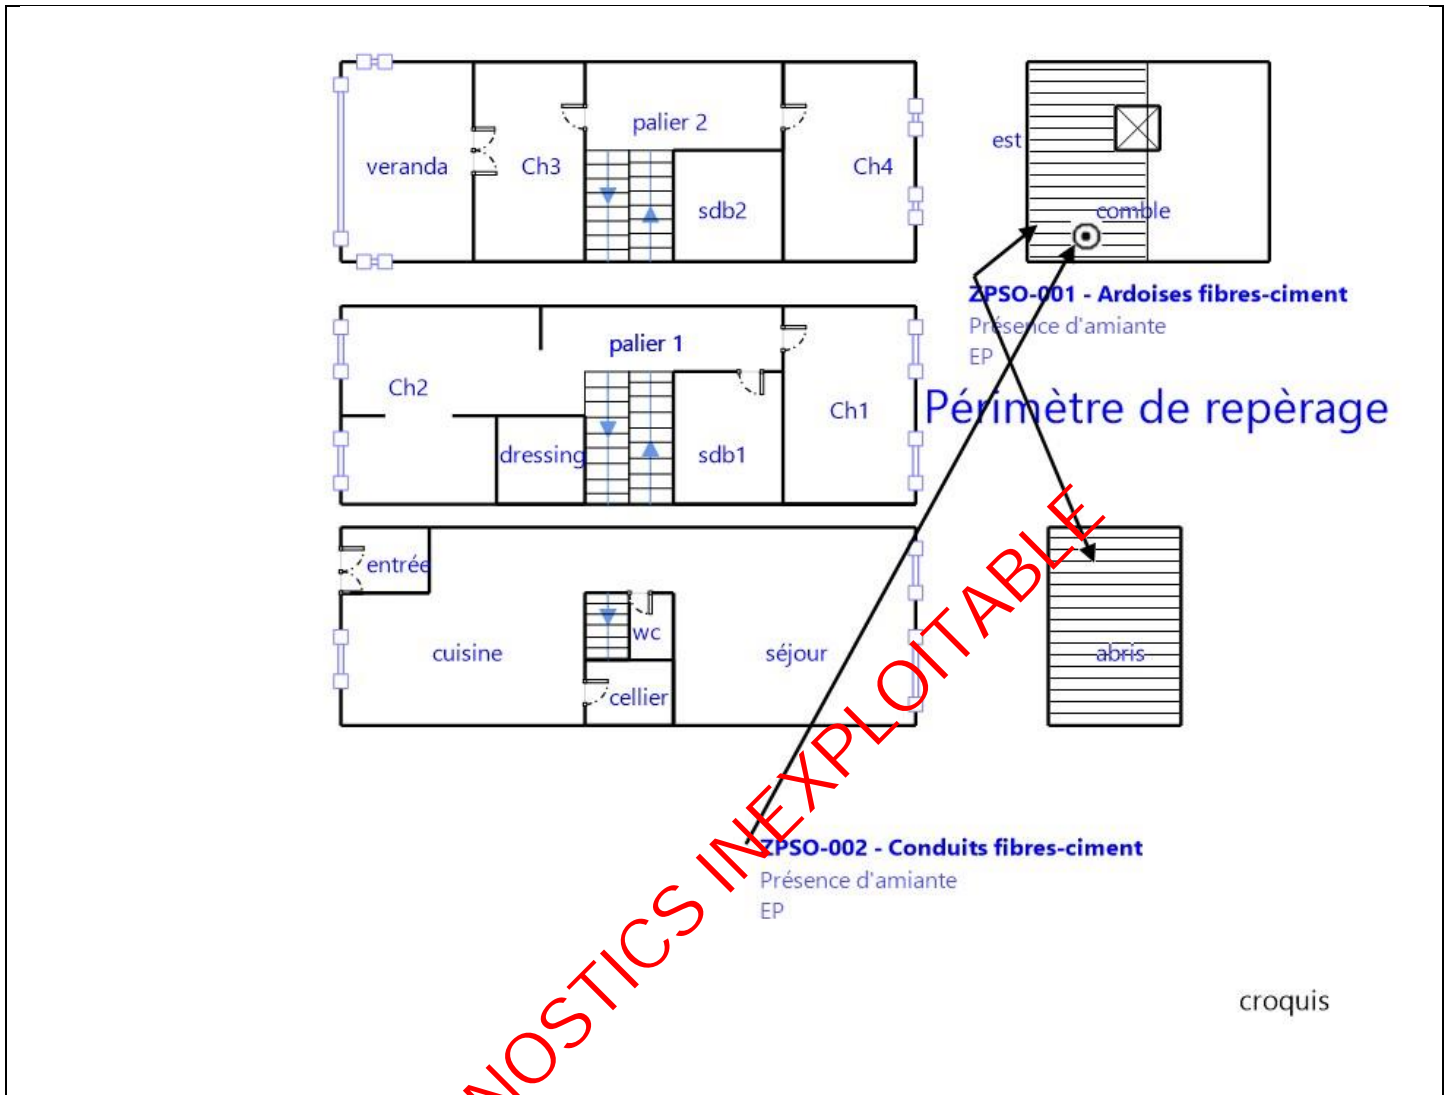 palier 2
est
veranda
Ch3
Ch4
sdb2
comble
ZPSO-001 - Ardoises fibres-ciment
Présence d'amiante
EP
palier 1
Ch2
Ch1
Périmètre de repèrage
dressing
sdb1
entrée
wc
cuisine
séjour
abris
cellier
ZPSO-002 - Conduits fibres-ciment
Présence d'amiante
EP
croquis
NOSTICS INEXPLOITABLE